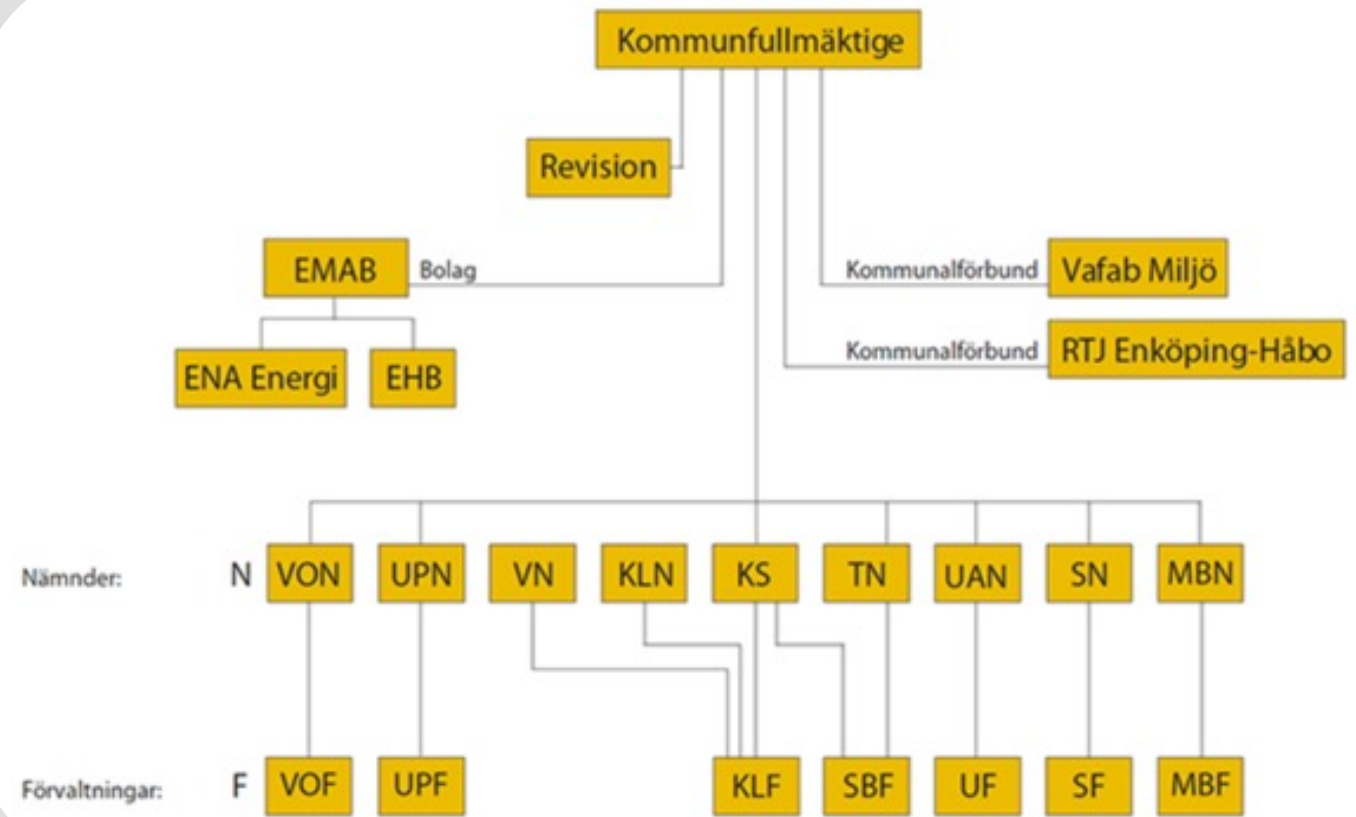 Kommunfullmäktige
Revision
EMAB Bolag Kommunalförbund Vafab Miljö
ENA Energi EHB Kommunalförbund RTJ Enköping-Håbo
Nämnder: N VON UPN VN KLN KS TN UAN SN MBN
Förvaltningar: F VOF UPF KLF SBF UF SF MBF